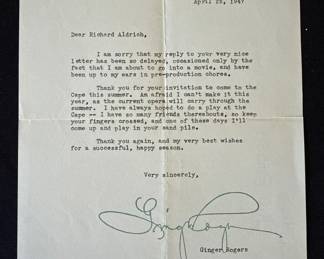 April 25, 1947
Dear Richard Aldrich,
I am sorry that my reply to your very nice
letter has been so delayed, occasioned only by the
fact that I am about to go into a movie, and have
been up to my ears in pre-production chores.
Thank you for your invitation to come to the
Cape this summer. Am afraid I can't make it this
year, as the current opera will carry through the
summer. I have always hoped to do a play at the
Cape -- I have so many friends thereabouts, so keep
your fingers crossed, and one of these days I'll
come up and play in your sand pile.
Thank you again, and my very best wishes
for a successful, happy season.
Very sincerely,
Ginger Rogers
Ginger Rogers